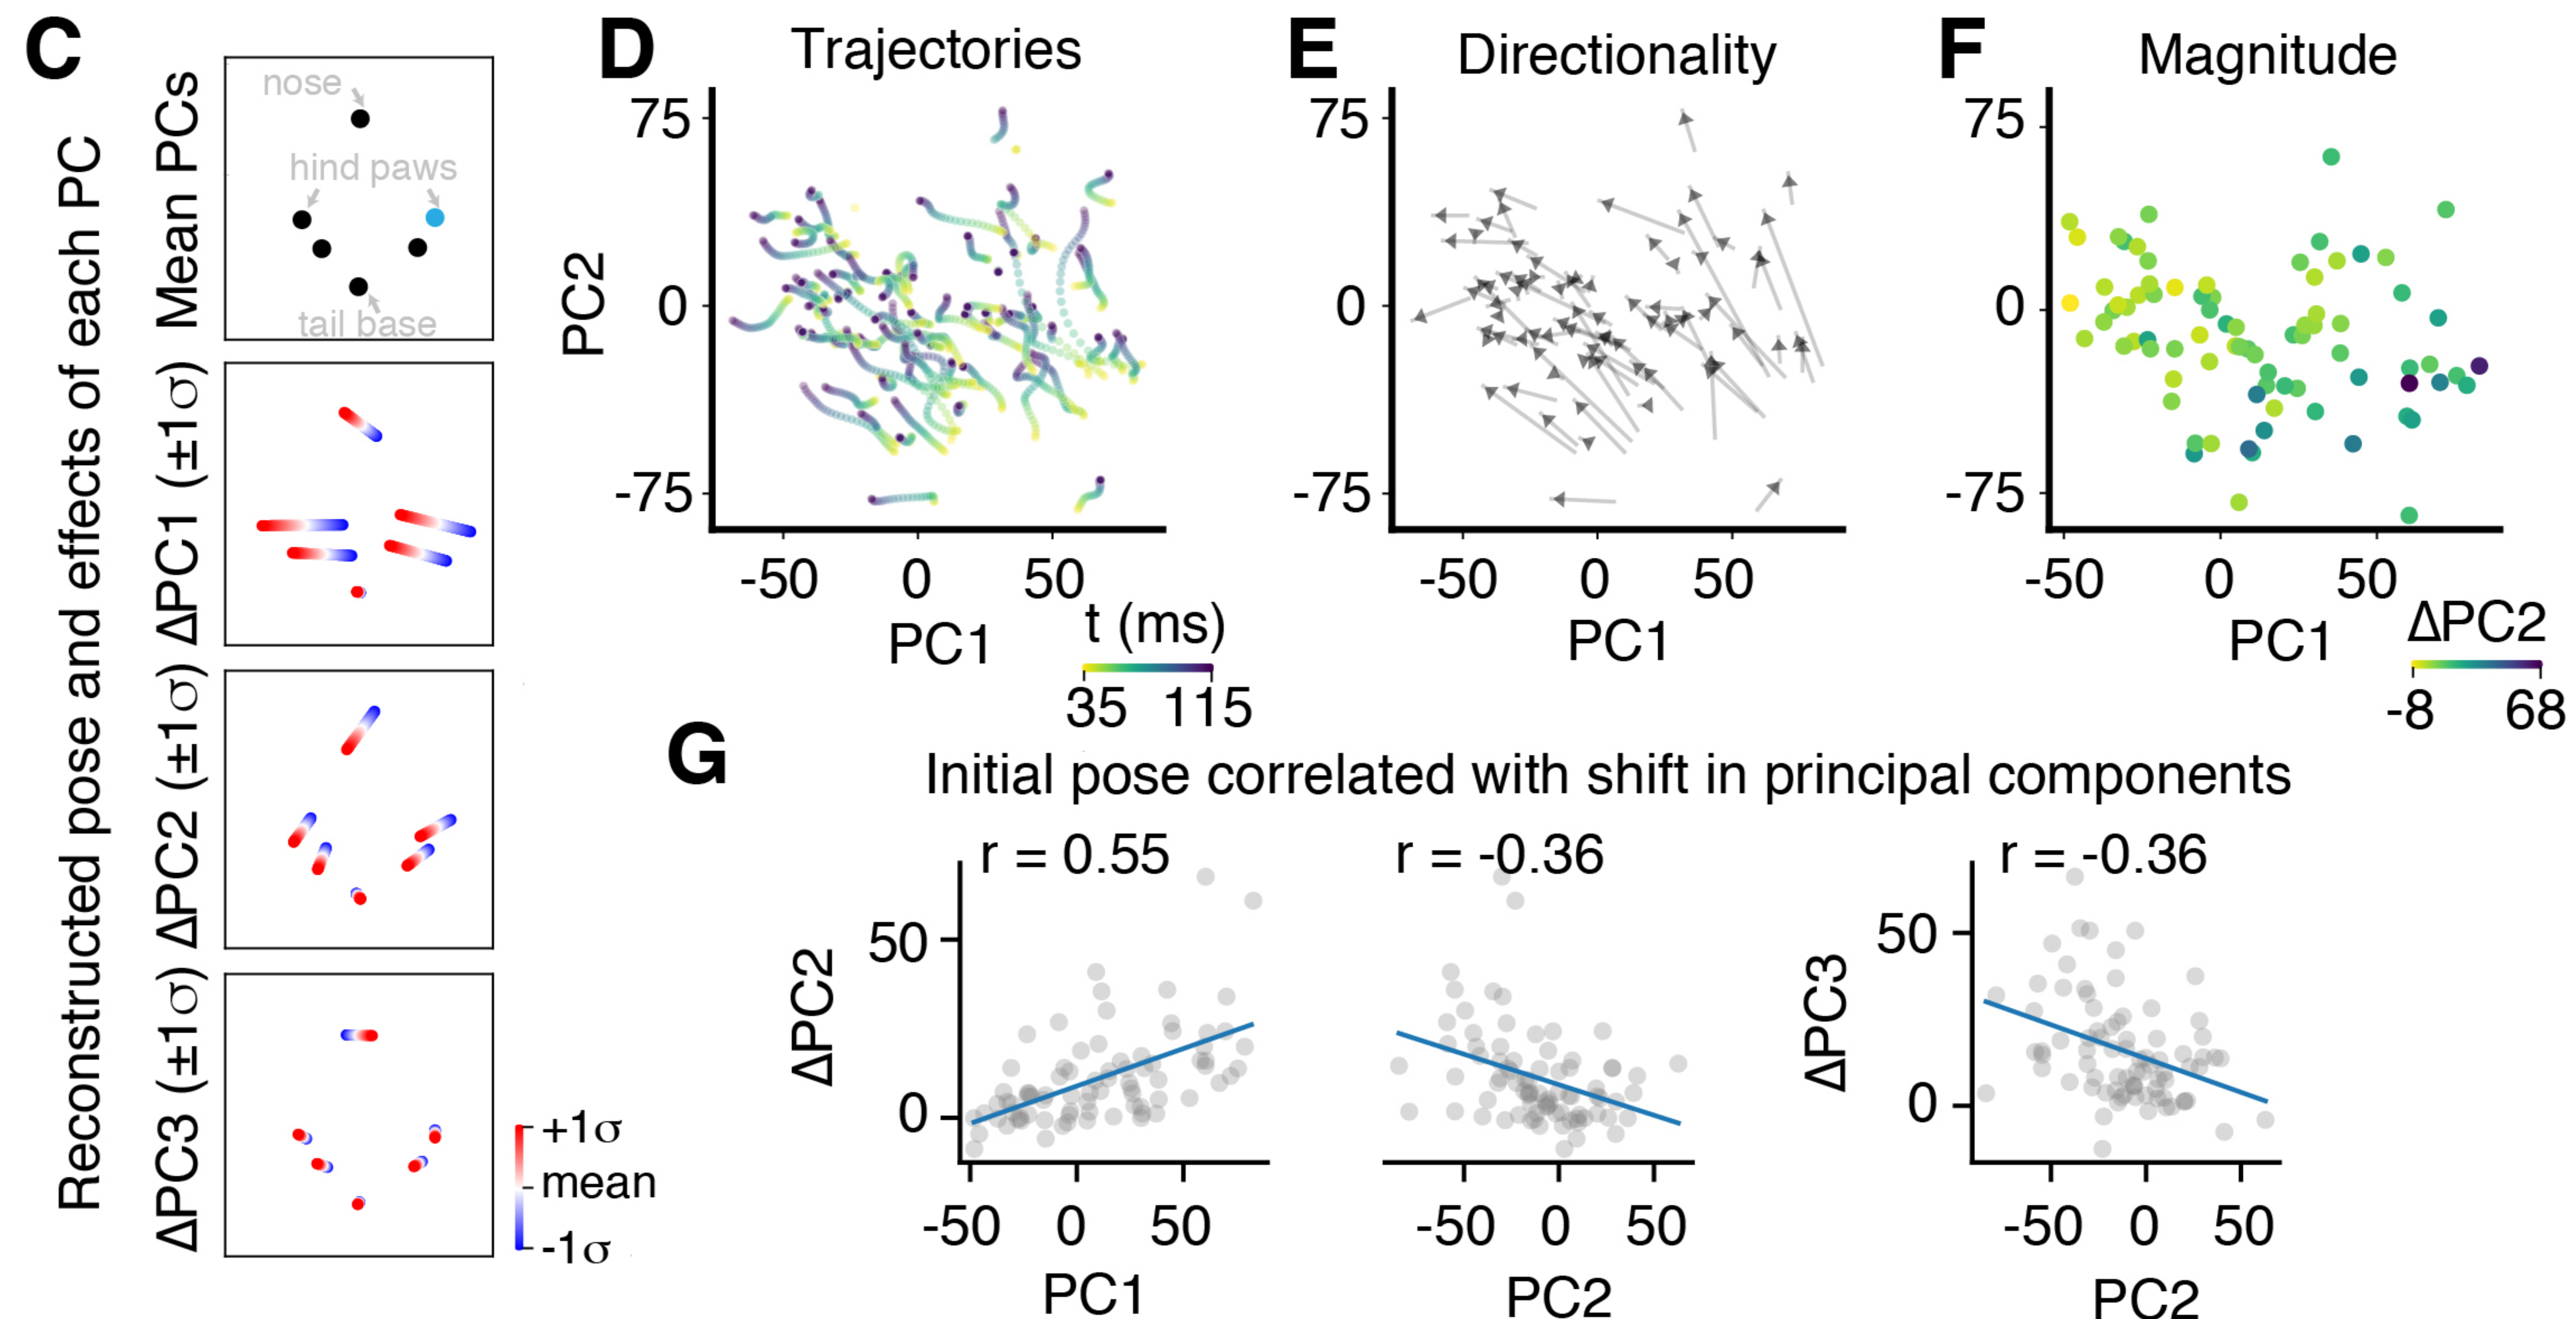 C
Reconstructed pose and effects of each PC
Mean PCs
nose
hind paws
tail base
ΔPC1 (±1σ)
ΔPC2 (±1σ)
ΔPC3 (±1σ)
+1σ
mean
-1σ
D
Trajectories
PC2
75
0
-75
-50 0 50
PC1
t (ms)
35 115
E
Directionality
75
0
-75
-50 0 50
PC1
F
Magnitude
75
0
-75
-50 0 50
PC1
ΔPC2
-8 68
G
Initial pose correlated with shift in principal components
r = 0.55
ΔPC2
50
0
-50 0 50
PC1
r = -0.36
-50 0 50
PC2
r = -0.36
ΔPC3
50
0
-50 0 50
PC2